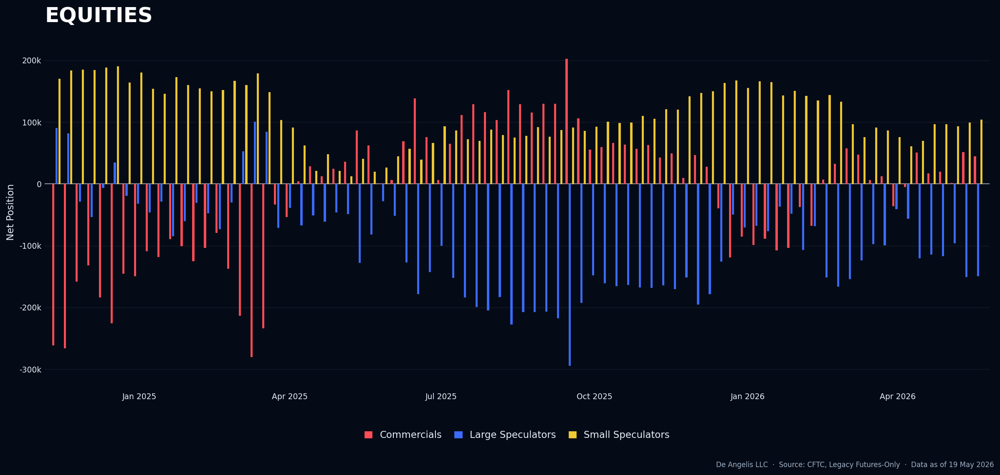 EQUITIES
Net Position
200k
100k
0
-100k
-200k
-300k
Jan 2025
Apr 2025
Jul 2025
Oct 2025
Jan 2026
Apr 2026
Commercials
Large Speculators
Small Speculators
De Angelis LLC · Source: CFTC, Legacy Futures-Only · Data as of 19 May 2026